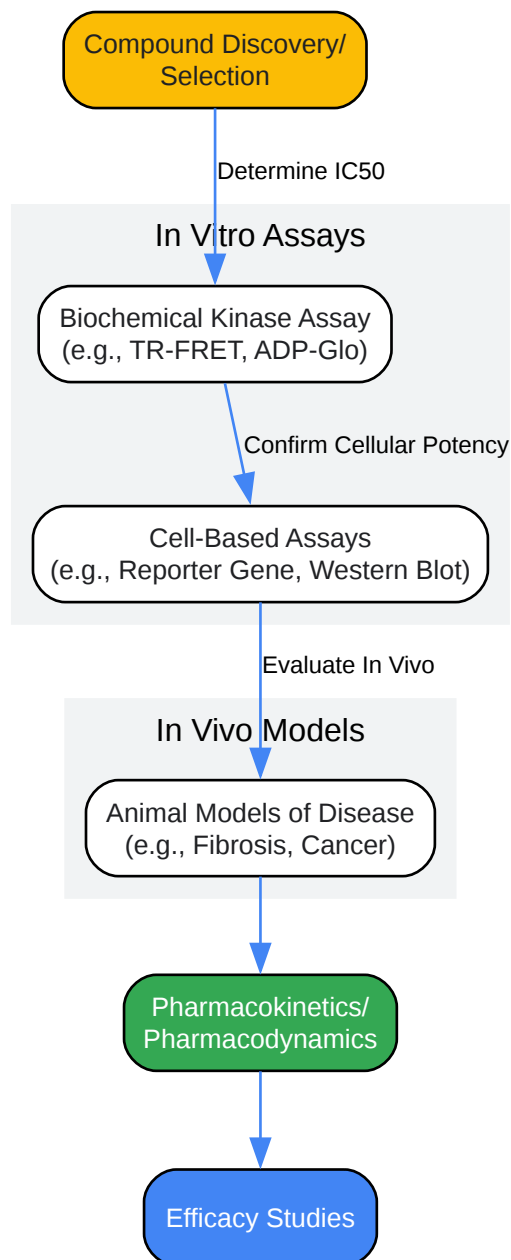 Compound Discovery/
Selection
Determine IC50
In Vitro Assays
Biochemical Kinase Assay
(e.g., TR-FRET, ADP-Glo)
Confirm Cellular Potency
Cell-Based Assays
(e.g., Reporter Gene, Western Blot)
Evaluate In Vivo
In Vivo Models
Animal Models of Disease
(e.g., Fibrosis, Cancer)
Pharmacokinetics/
Pharmacodynamics
Efficacy Studies